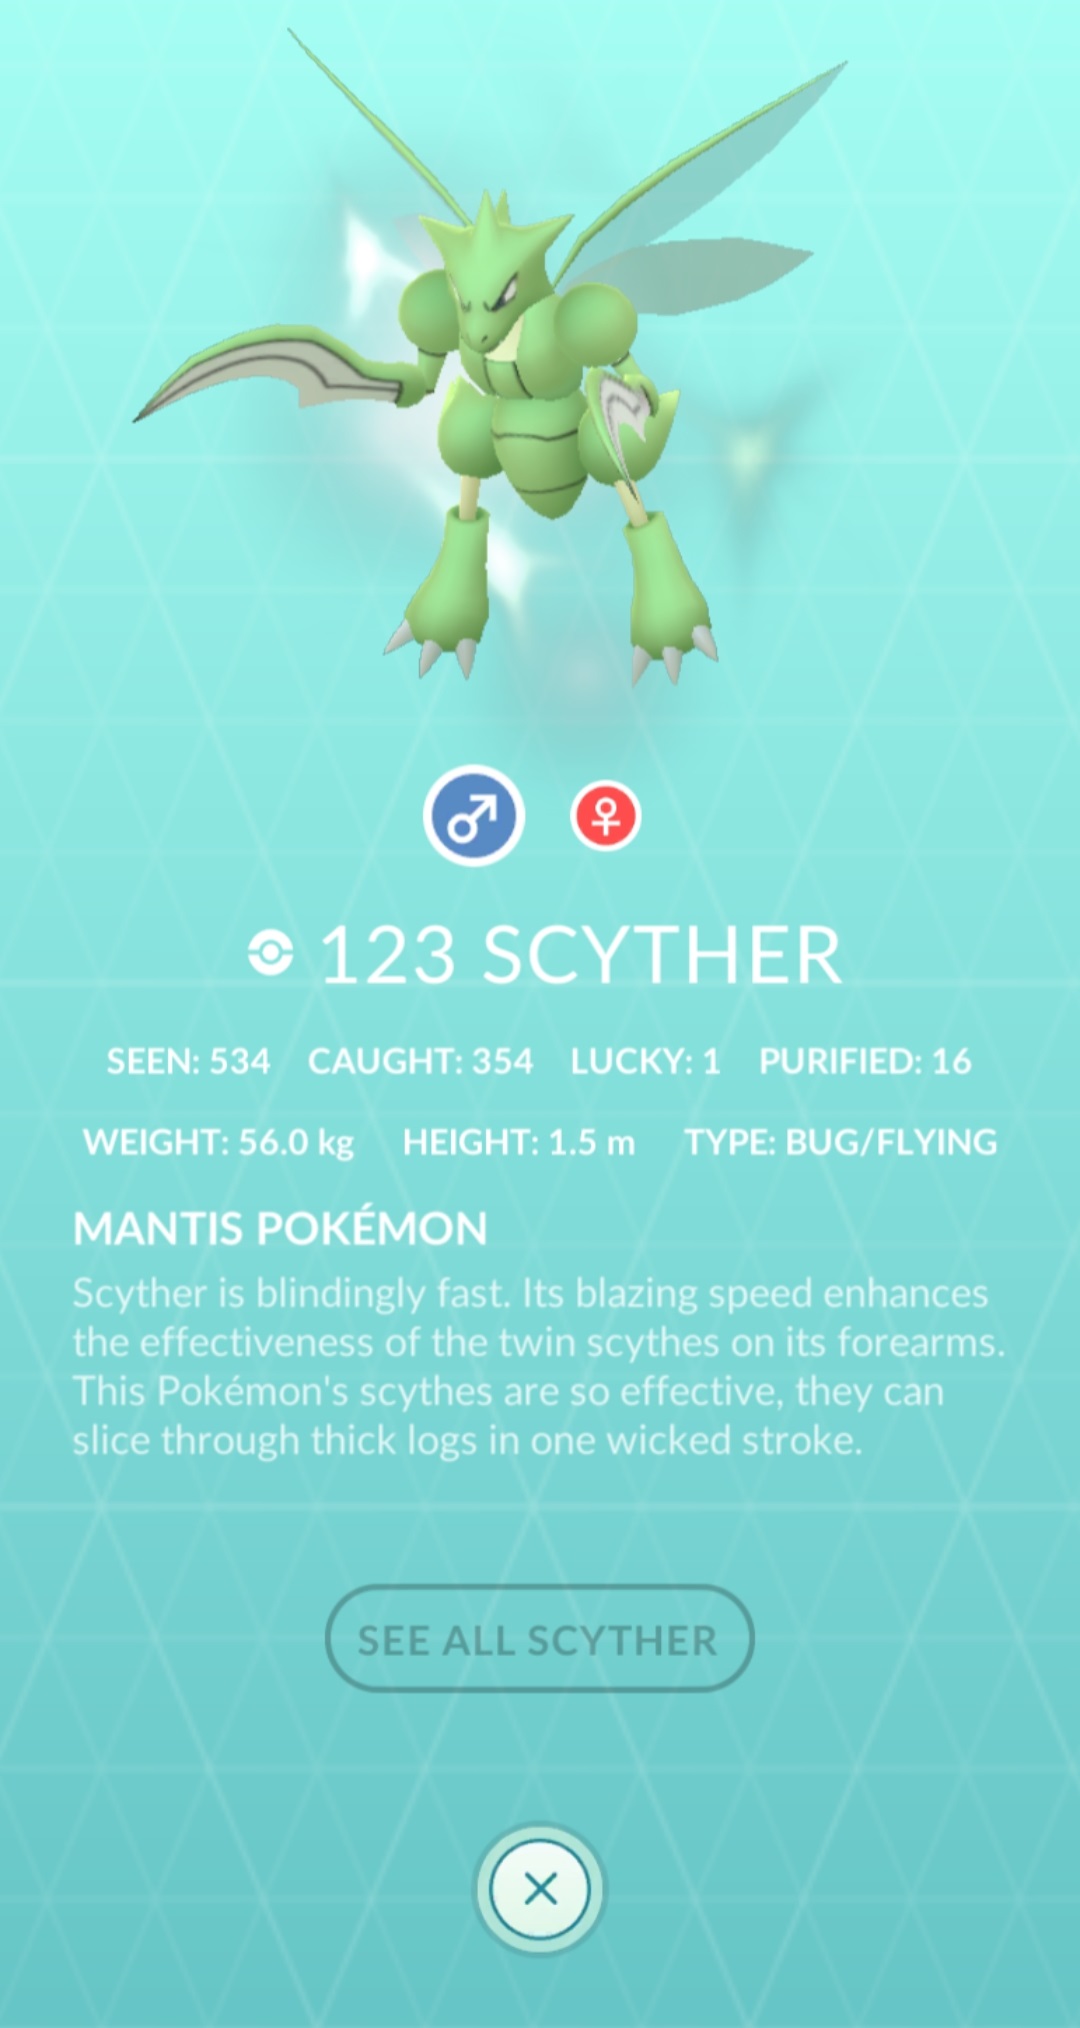 123 SCYTHER
SEEN: 534 CAUGHT: 354 LUCKY: 1 PURIFIED: 16
WEIGHT: 56.0 kg HEIGHT: 1.5 m TYPE: BUG/FLYING
MANTIS POKÉMON
Scyther is blindingly fast. Its blazing speed enhances
the effectiveness of the twin scythes on its forearms.
This Pokémon's scythes are so effective, they can
slice through thick logs in one wicked stroke.
SEE ALL SCYTHER